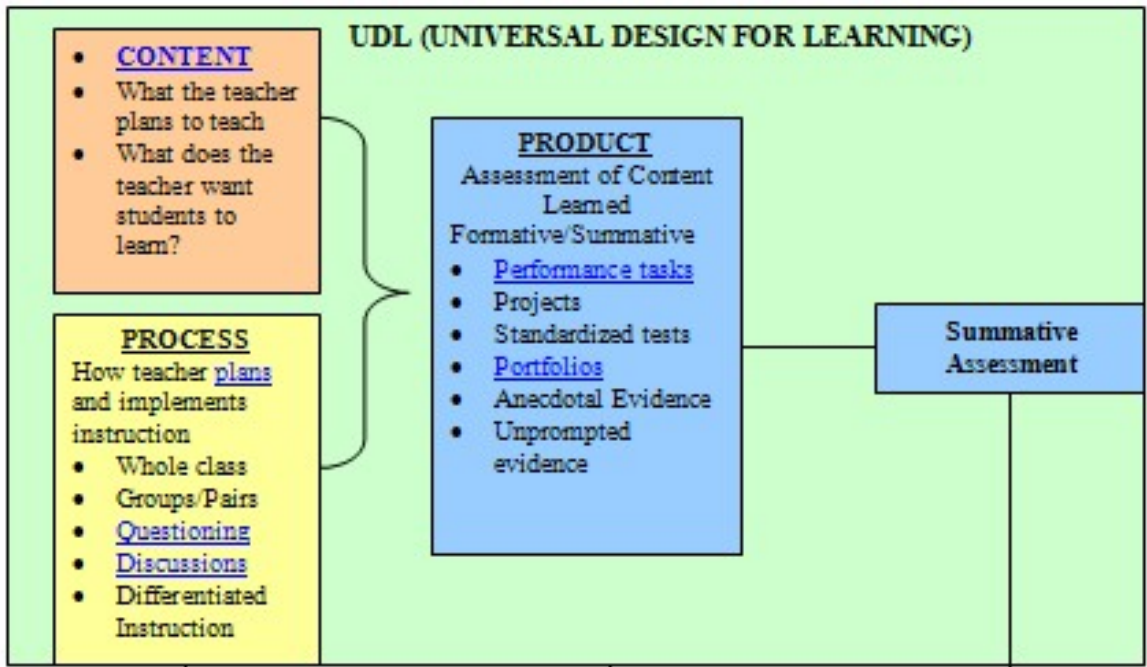 UDL (UNIVERSAL DESIGN FOR LEARNING)
• CONTENT
• What the teacher
plans to teach
• What does the
teacher want
students to
learn?
PROCESS
How teacher plans
and implements
instruction
• Whole class
• Groups/Pairs
• Questioning
• Discussions
• Differentiated
Instruction
PRODUCT
Assessment of Content
Learned
Formative/Summative
• Performance tasks
• Projects
• Standardized tests
• Portfolios
• Anecdotal Evidence
• Unprompted
evidence
Summative
Assessment